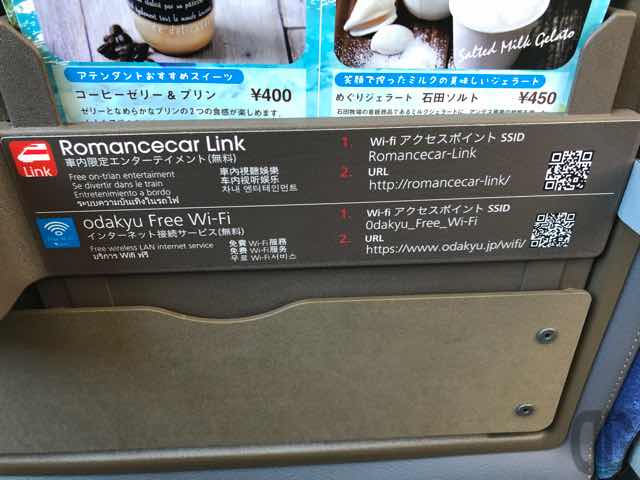 Salted Milk Gelato
アテンダントおすすめスイーツ
コーヒーゼリー & プリン ¥400
ゼリーとなめらかなプリンの2つの食感が楽しめます。
笑顔で搾ったミルクの美味しいジェラート
めぐりジェラート 石田ソルト ¥450
Romancecar Link
車内限定エンターテイメント(無料)
Link
Free on-trian entertaiment
Se divertir dans le train
Entretenimiento a bordo
ระบบความบันเทิงในรถไฟ
車内視聽娛樂
车内视听娱乐
차내 엔터테인먼트
1. Wi-fi アクセスポイント SSID
Romancecar-Link
2. URL
http://romancecar-link/
odakyu Free Wi-Fi
インターネット接続サービス(無料)
Free wireless LAN internet service
บริการ Wifi ฟรี
免費 Wi-Fi 服務
免费 Wi-Fi 服务
무료 Wi-Fi 서비스
1. Wi-fi アクセスポイント SSID
0dakyu_Free_Wi-Fi
2. URL
https://www.odakyu.jp/wifi/